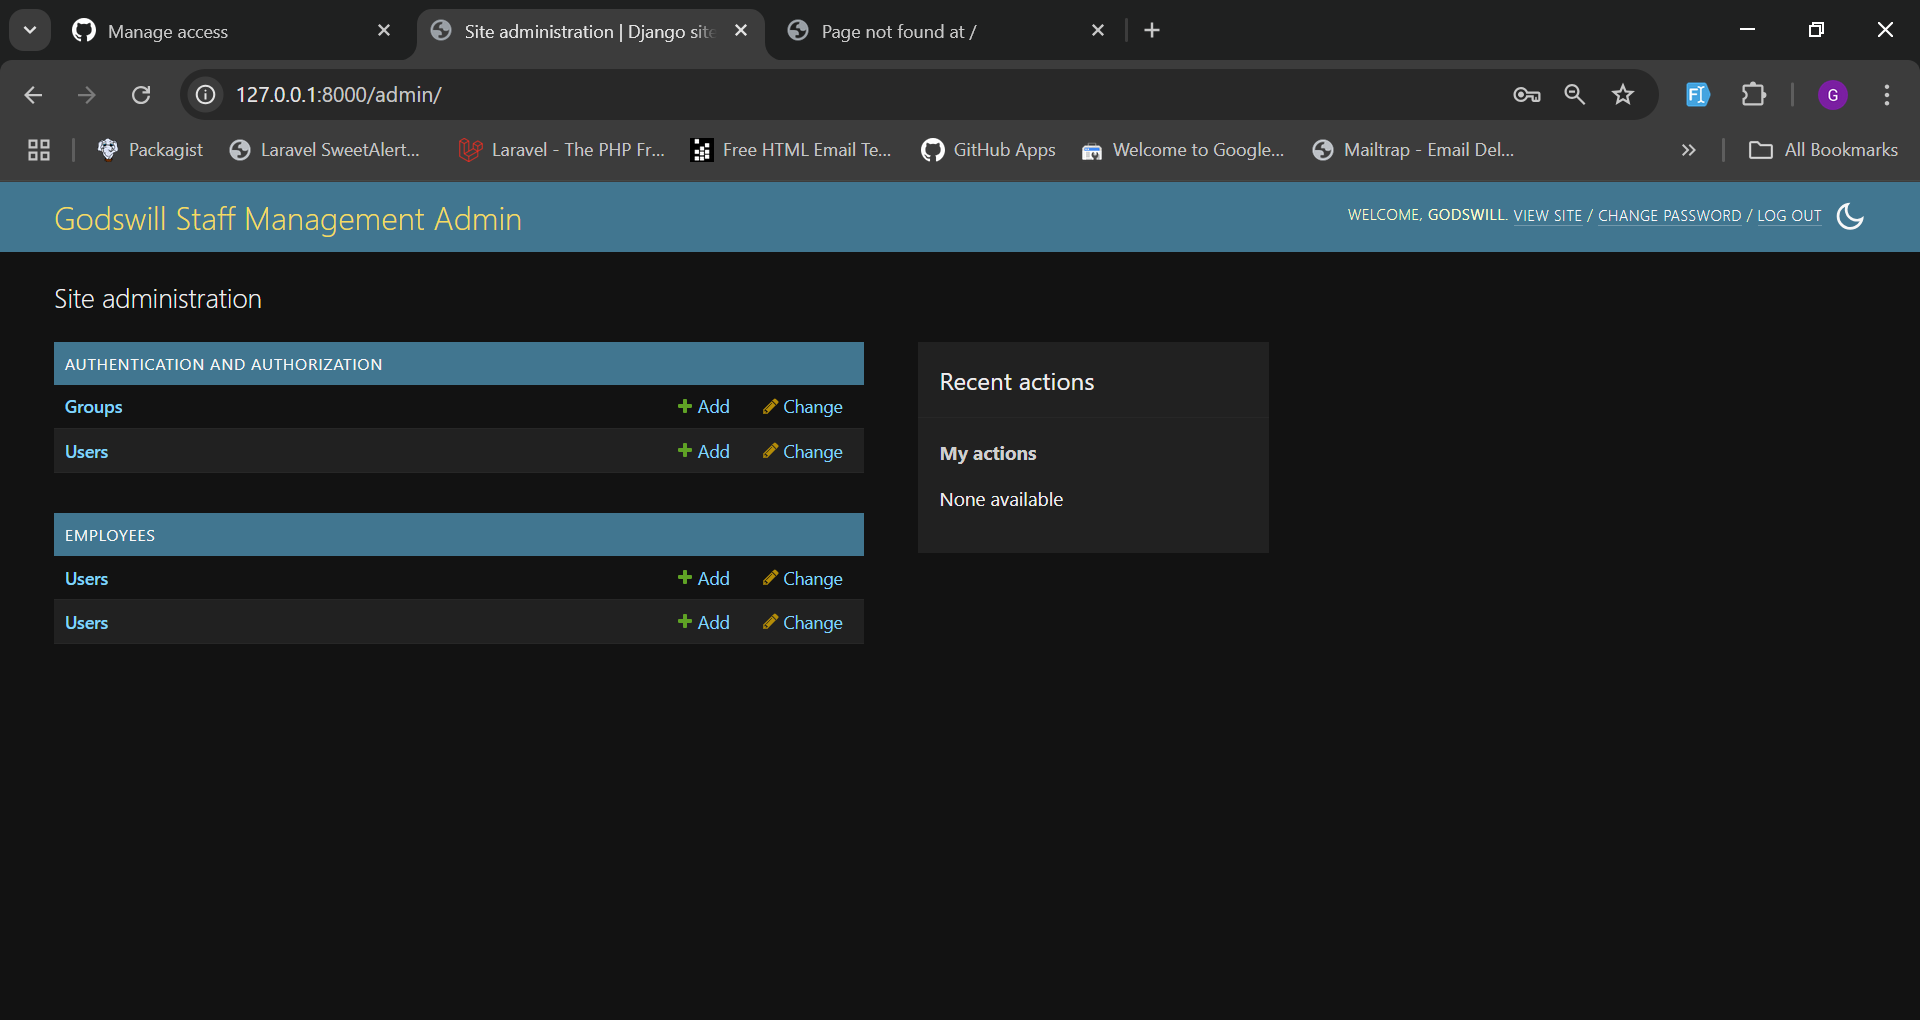 Manage access
Site administration | Django site
Page not found at /
127.0.0.1:8000/admin/
G
Packagist
Laravel SweetAlert...
Laravel - The PHP Fr...
Free HTML Email Te...
GitHub Apps
Welcome to Google...
Mailtrap - Email Del...
All Bookmarks
Godswill Staff Management Admin
WELCOME, GODSWILL. VIEW SITE / CHANGE PASSWORD / LOG OUT
Site administration
AUTHENTICATION AND AUTHORIZATION
Groups Add Change
Users Add Change
EMPLOYEES
Users Add Change
Users Add Change
Recent actions
My actions
None available